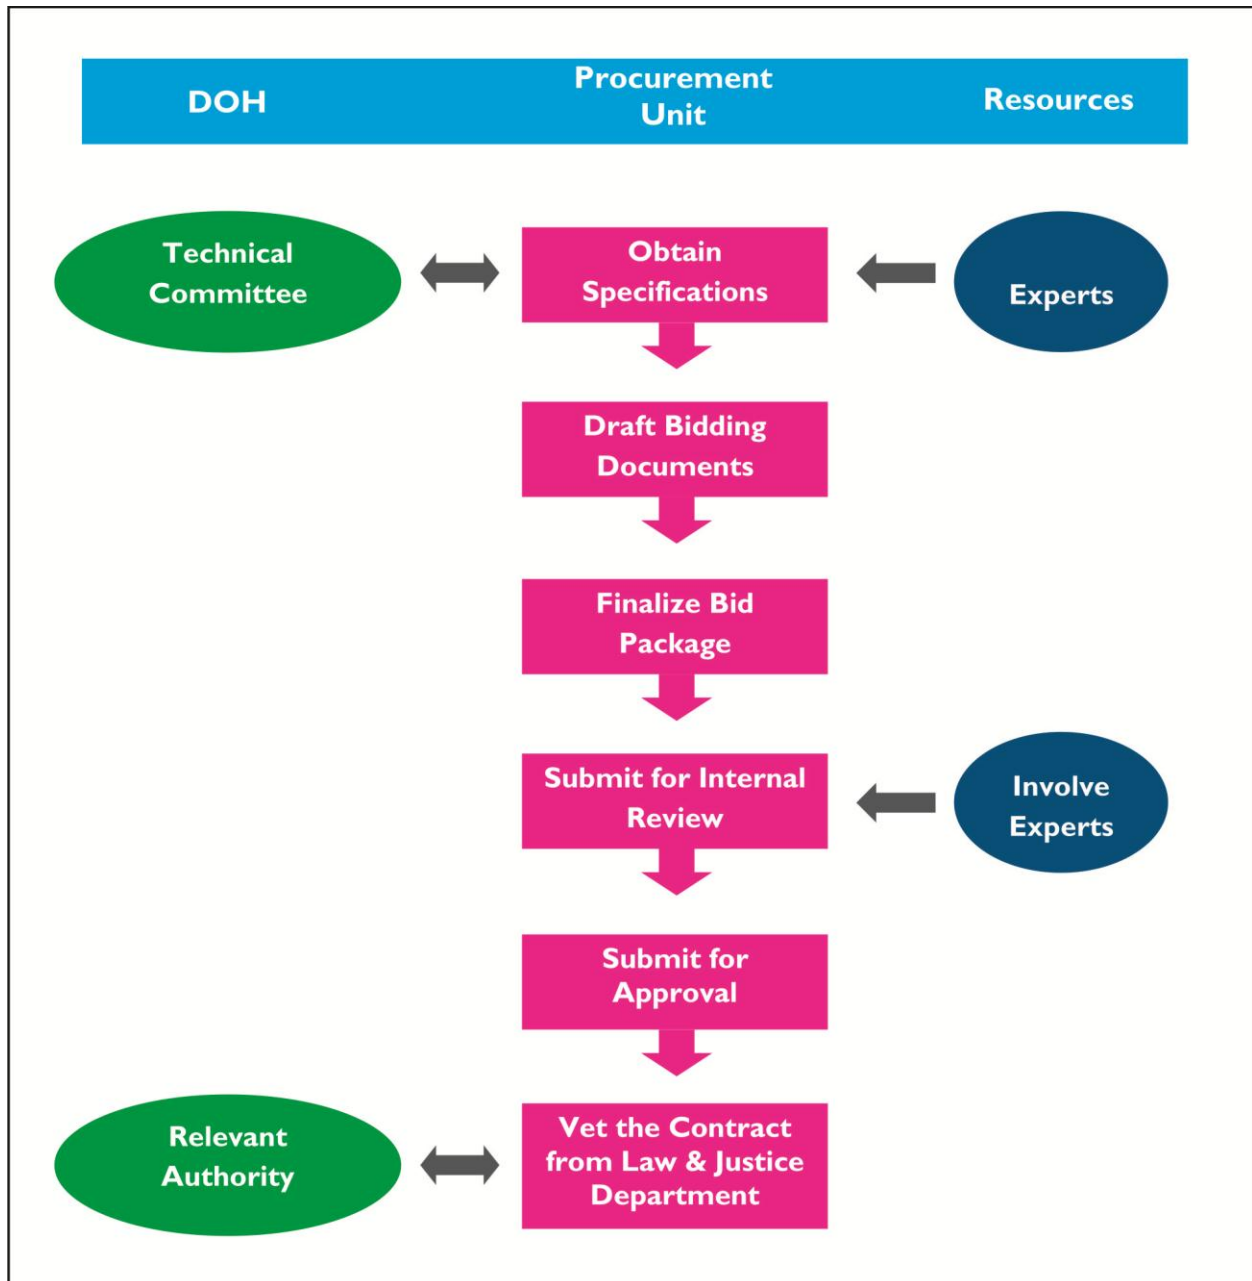 DOH
Procurement
Unit
Resources
Technical
Committee
Obtain
Specifications
Experts
Draft Bidding
Documents
Finalize Bid
Package
Submit for Internal
Review
Involve
Experts
Submit for
Approval
Relevant
Authority
Vet the Contract
from Law & Justice
Department